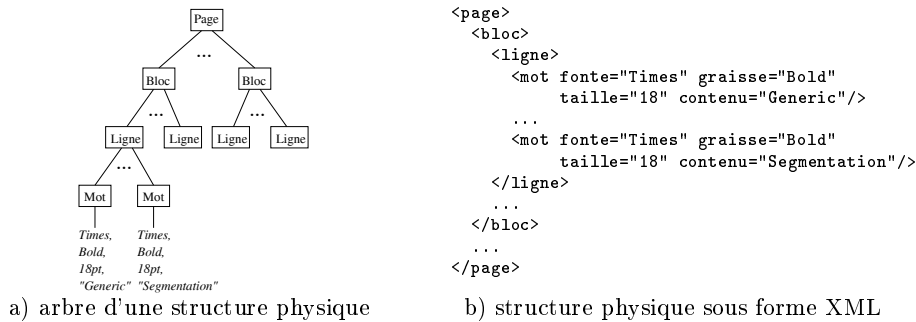 Page
...
Bloc Bloc
... ...
Ligne Ligne Ligne Ligne
...
Mot Mot
Times, Times,
Bold, Bold,
18pt, 18pt,
"Generic" "Segmentation"
a) arbre d'une structure physique
<page>
<bloc>
<ligne>
<mot fonte="Times" graisse="Bold"
taille="18" contenu="Generic"/>
...
<mot fonte="Times" graisse="Bold"
taille="18" contenu="Segmentation"/>
</ligne>
...
</bloc>
...
</page>
b) structure physique sous forme XML